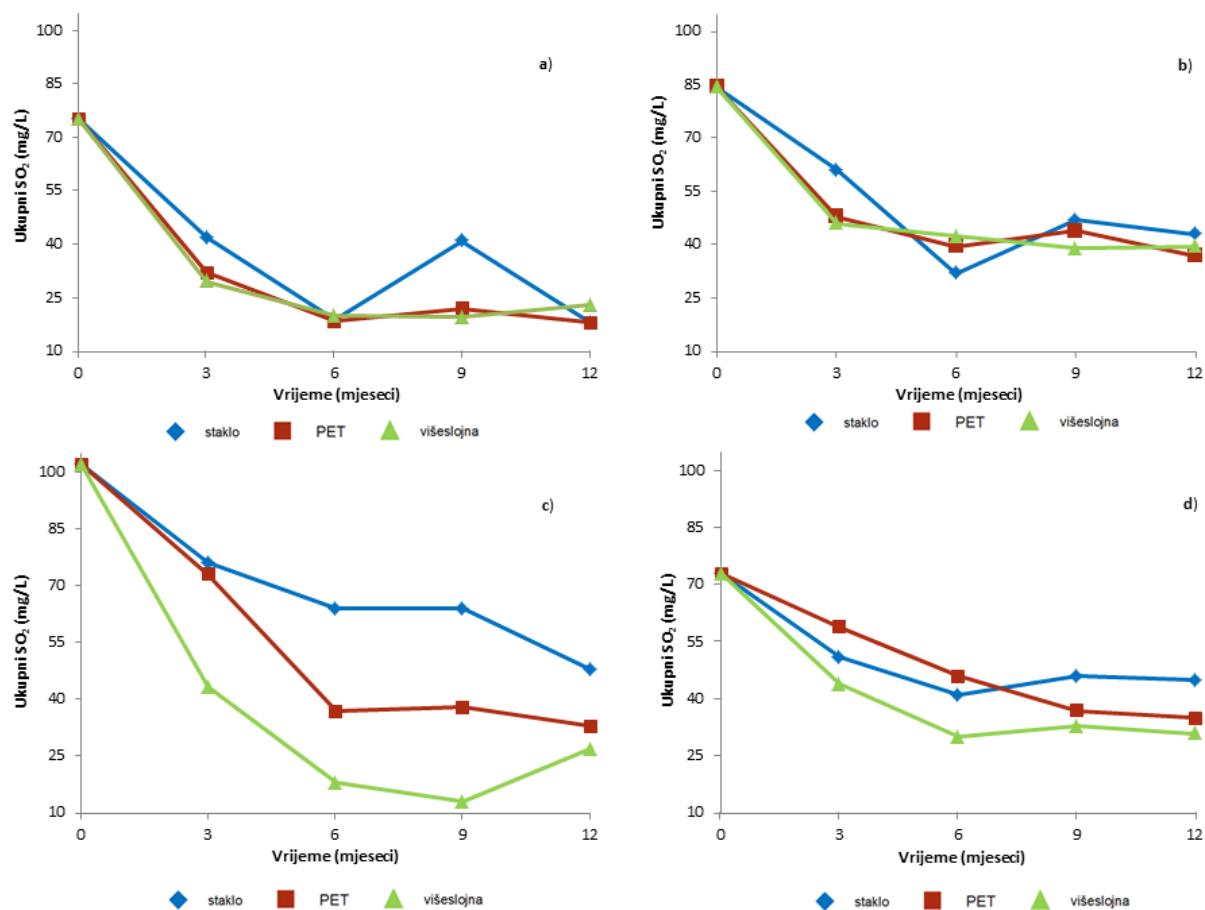 a)
Ukupni SO₂ (mg/L)
100
85
70
55
40
25
10
0 3 6 9 12
Vrijeme (mjeseci)
staklo PET višeslojna
b)
Ukupni SO₂ (mg/L)
100
85
70
55
40
25
10
0 3 6 9 12
Vrijeme (mjeseci)
staklo PET višeslojna
c)
Ukupni SO₂ (mg/L)
100
85
70
55
40
25
10
0 3 6 9 12
Vrijeme (mjeseci)
staklo PET višeslojna
d)
Ukupni SO₂ (mg/L)
100
85
70
55
40
25
10
0 3 6 9 12
Vrijeme (mjeseci)
staklo PET višeslojna